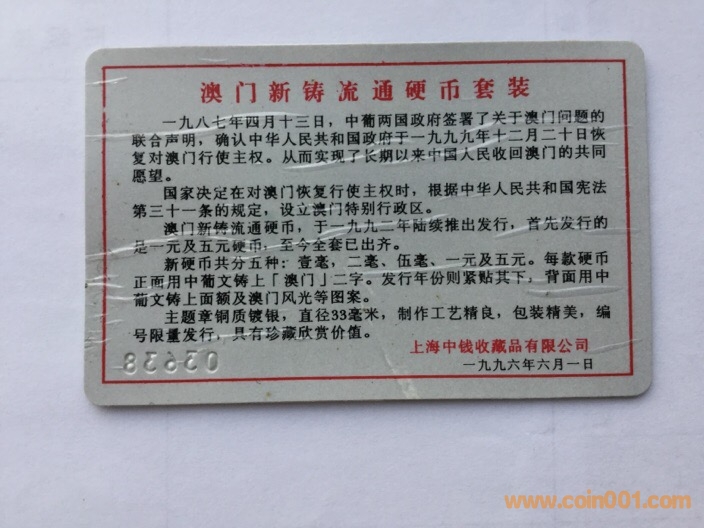 澳门新铸流通硬币套装
一九八七年四月十三日，中葡两国政府签署了关于澳门问题的
联合声明，确认中华人民共和国政府于一九九九年十二月二十日恢
复对澳门行使主权。从而实现了长期以来中国人民收回澳门的共同
愿望。
国家决定在对澳门恢复行使主权时，根据中华人民共和国宪法
第三十一条的规定，设立澳门特别行政区。
澳门新铸流通硬币，于一九九二年陆续推出发行，首先发行的
是一元及五元硬币，至今全套已出齐。
新硬币共分五种：壹毫，二毫、伍毫、一元及五元。每款硬币
正面用中葡文铸上「澳门」二字。发行年份则紧贴其下，背面用中
葡文铸上面额及澳门风光等图案。
主题章铜质镀银，直径33毫米，制作工艺精良，包装精美，编
号限量发行，具有珍藏欣赏价值。
上海中钱收藏品有限公司
一九九六年六月一日
03638
www.coin001.com